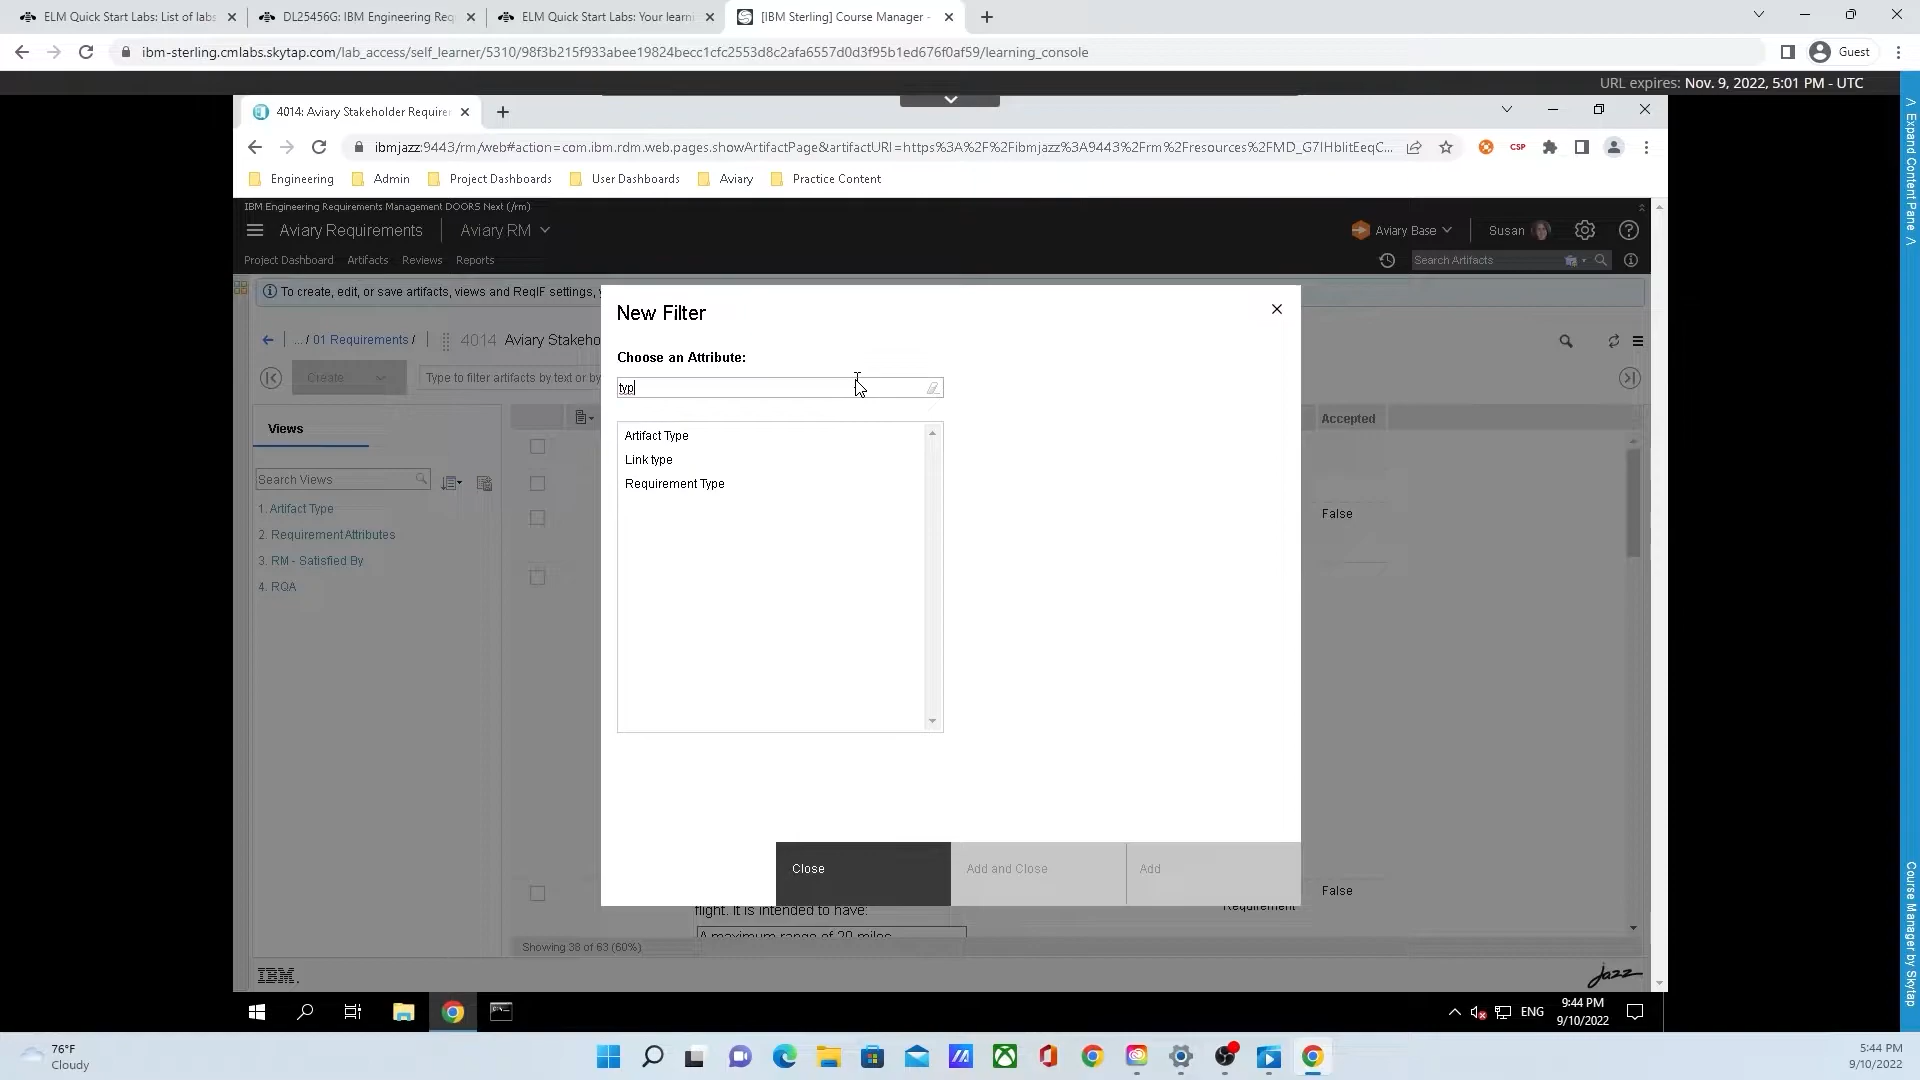 ELM Quick Start Labs: List of labs
DL25456G: IBM Engineering Req
ELM Quick Start Labs: Your learni
[IBM Sterling] Course Manager -
ibm-sterling.cmlabs.skytap.com/lab_access/self_learner/5310/98f3b215f933abee19824becc1cfc2553d8c2afa6557d0d3f95b1ed676f0af59/learning_console
Guest
URL expires: Nov. 9, 2022, 5:01 PM - UTC
4014: Aviary Stakeholder Requirer
ibmjazz:9443/rm/web#action=com.ibm.rdm.web.pages.showArtifactPage&artifactURI=https%3A%2F%2Fibmjazz%3A9443%2Frm%2Fresources%2FMD_G7IHblitEeqC...
CSP
Engineering
Admin
Project Dashboards
User Dashboards
Aviary
Practice Content
IBM Engineering Requirements Management DOORS Next (/rm)
Aviary Requirements
Aviary RM
Aviary Base
Susan
Project Dashboard
Artifacts
Reviews
Reports
Search Artifacts
To create, edit, or save artifacts, views and ReqIF settings, y
... / 01 Requirements /
4014 Aviary Stakeho
Create
Type to filter artifacts by text or by
Views
Search Views
1. Artifact Type
2. Requirement Attributes
3. RM - Satisfied By
4. RQA
New Filter
Choose an Attribute:
typ
Artifact Type
Link type
Requirement Type
Close
Add and Close
Add
Accepted
False
False
Requirement
flight. It is intended to have:
A maximum range of 20 miles
Showing 38 of 63 (60%)
IBM.
jazz
ENG
9:44 PM
9/10/2022
76°F
Cloudy
5:44 PM
9/10/2022
< Expand Content Pane <
Course Manager by Skytap